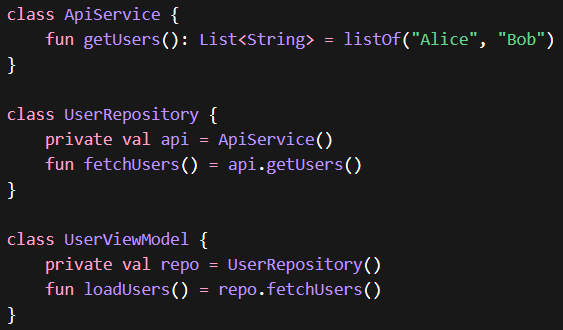 class ApiService {
    fun getUsers(): List<String> = listOf("Alice", "Bob")
}

class UserRepository {
    private val api = ApiService()
    fun fetchUsers() = api.getUsers()
}

class UserViewModel {
    private val repo = UserRepository()
    fun loadUsers() = repo.fetchUsers()
}